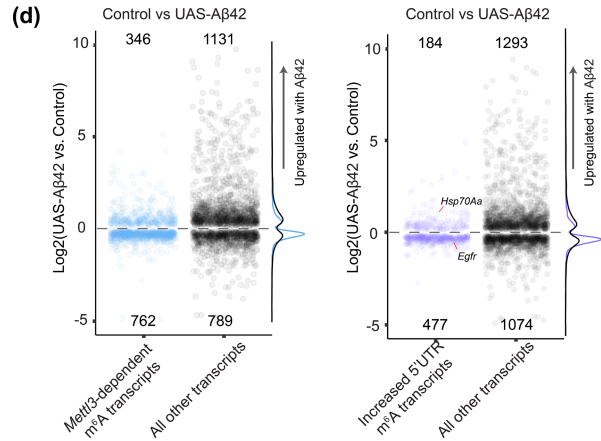 (d)
Control vs UAS-Aβ42
346 1131
10
5
0
-5
Log2(UAS-Aβ42 vs. Control)
Upregulated with Aβ42
762 789
Mettl3-dependent
m⁶A transcripts
All other transcripts
Control vs UAS-Aβ42
184 1293
10
5
0
-5
Log2(UAS-Aβ42 vs. Control)
Upregulated with Aβ42
Hsp70Aa
Egfr
477 1074
Increased 5'UTR
m⁶A transcripts
All other transcripts